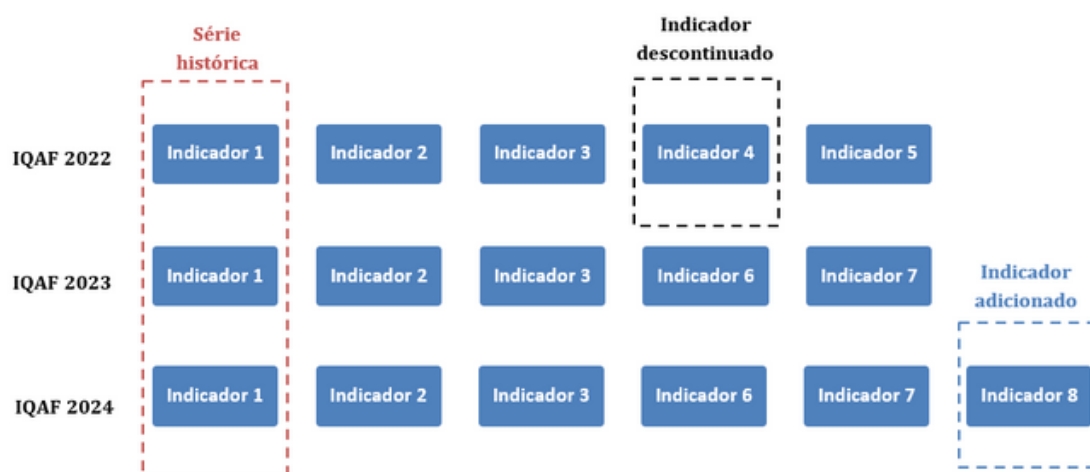 Série
histórica
Indicador
descontinuado
IQAF 2022
Indicador 1
Indicador 2
Indicador 3
Indicador 4
Indicador 5
IQAF 2023
Indicador 1
Indicador 2
Indicador 3
Indicador 6
Indicador 7
Indicador
adicionado
IQAF 2024
Indicador 1
Indicador 2
Indicador 3
Indicador 6
Indicador 7
Indicador 8